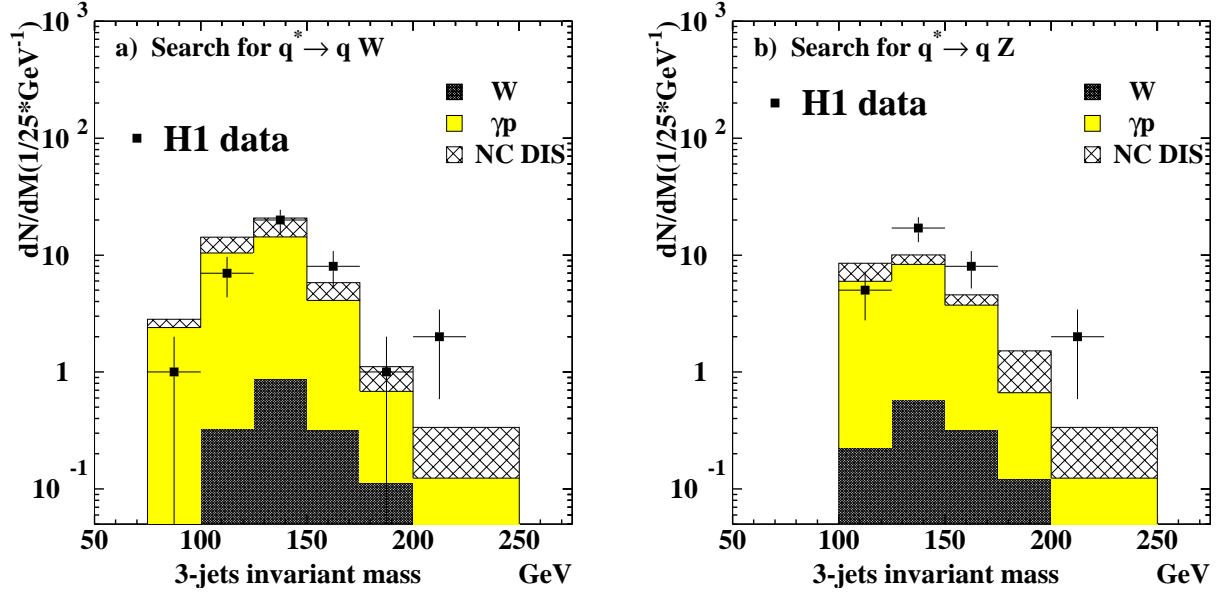 a) Search for q* → q W
W
γp
NC DIS
H1 data
dN/dM(1/25*GeV⁻¹)
10 ³
10 ²
10
1
10 ⁻¹
50 100 150 200 250
3-jets invariant mass GeV
b) Search for q* → q Z
W
γp
NC DIS
H1 data
dN/dM(1/25*GeV⁻¹)
10 ³
10 ²
10
1
10 ⁻¹
50 100 150 200 250
3-jets invariant mass GeV